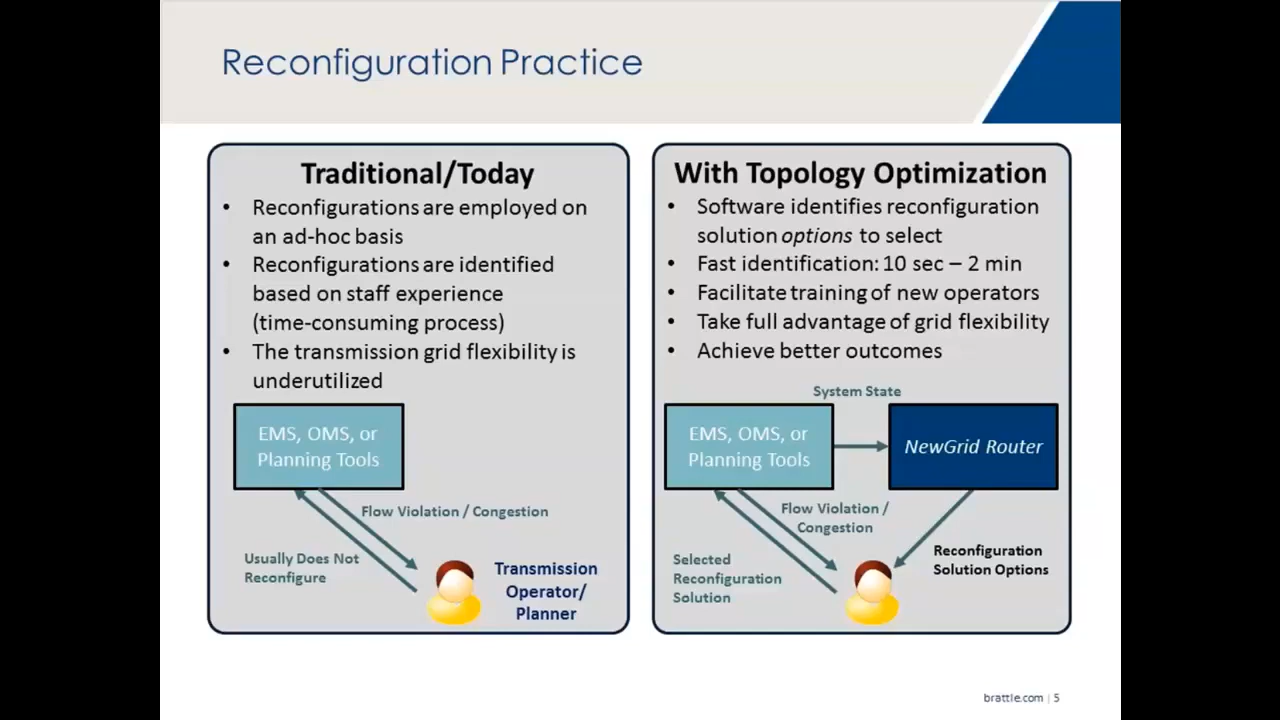 Reconfiguration Practice
Traditional/Today
• Reconfigurations are employed on
an ad-hoc basis
• Reconfigurations are identified
based on staff experience
(time-consuming process)
• The transmission grid flexibility is
underutilized
EMS, OMS, or
Planning Tools
Flow Violation / Congestion
Usually Does Not
Reconfigure
Transmission
Operator/
Planner
With Topology Optimization
• Software identifies reconfiguration
solution options to select
• Fast identification: 10 sec – 2 min
• Facilitate training of new operators
• Take full advantage of grid flexibility
• Achieve better outcomes
System State
EMS, OMS, or
Planning Tools
NewGrid Router
Flow Violation /
Congestion
Selected
Reconfiguration
Solution
Reconfiguration
Solution Options
brattle.com | 5